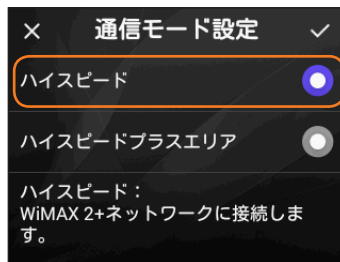 通信モード設定
ハイスピード
ハイスピードプラスエリア
ハイスピード：
WiMAX 2+ネットワークに接続しま
す。